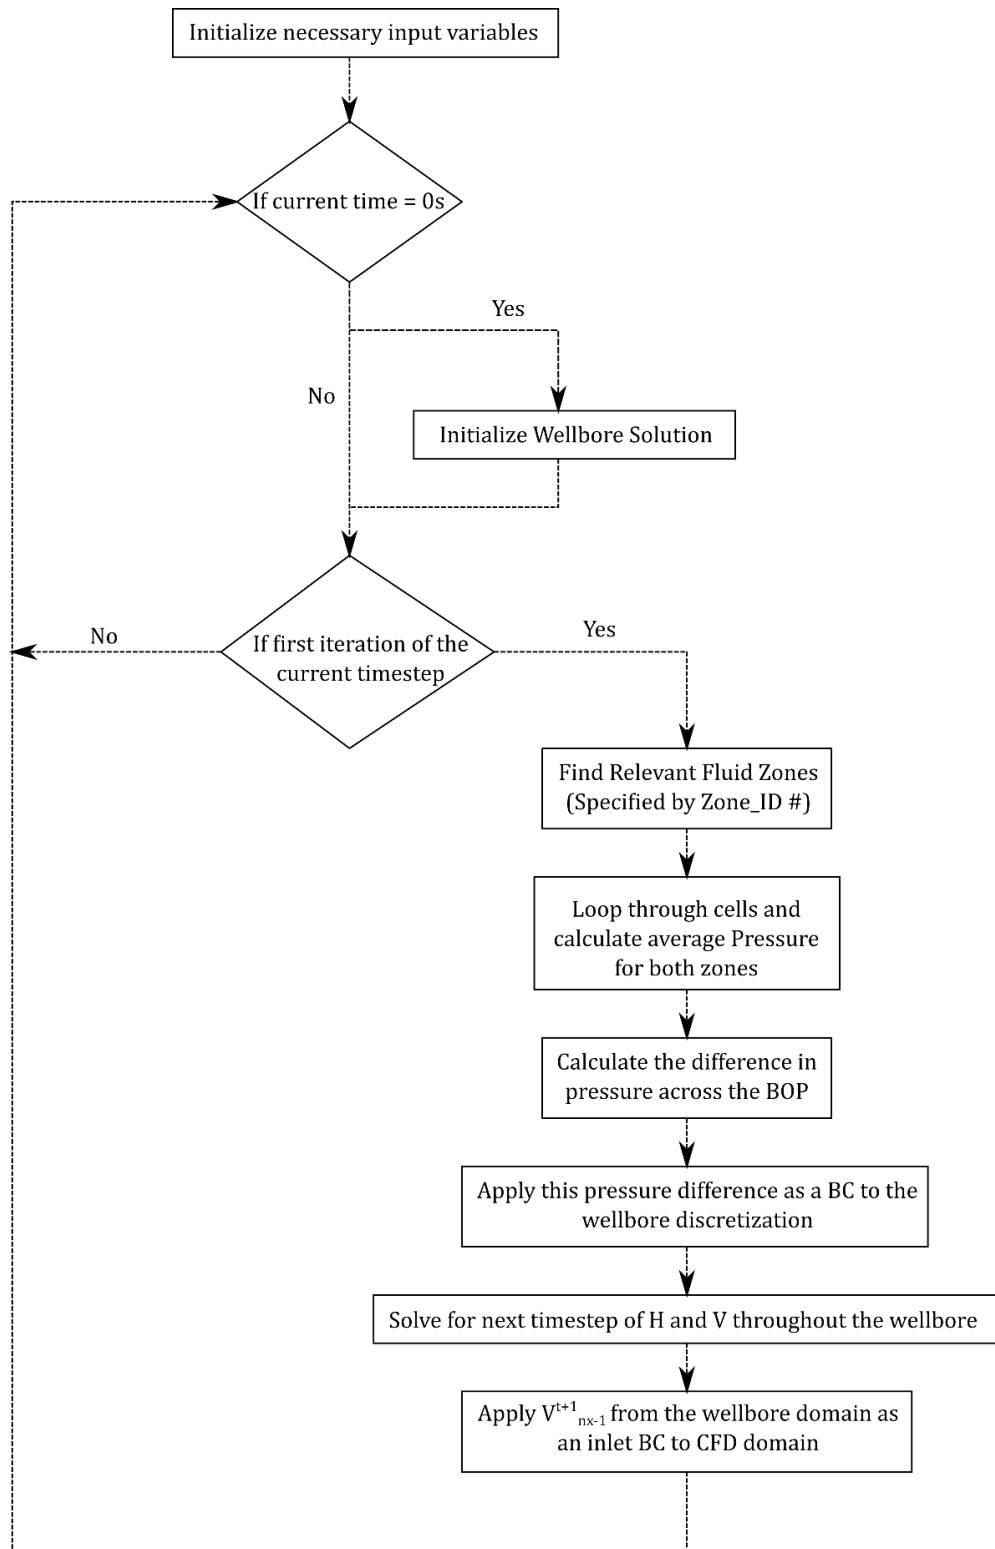 Initialize necessary input variables
If current time = 0s
Yes
No
Initialize Wellbore Solution
No
If first iteration of the
current timestep
Yes
Find Relevant Fluid Zones
(Specified by Zone_ID #)
Loop through cells and
calculate average Pressure
for both zones
Calculate the difference in
pressure across the BOP
Apply this pressure difference as a BC to the
wellbore discretization
Solve for next timestep of H and V throughout the wellbore
Apply V^{t+1}_{nx-1} from the wellbore domain as
an inlet BC to CFD domain